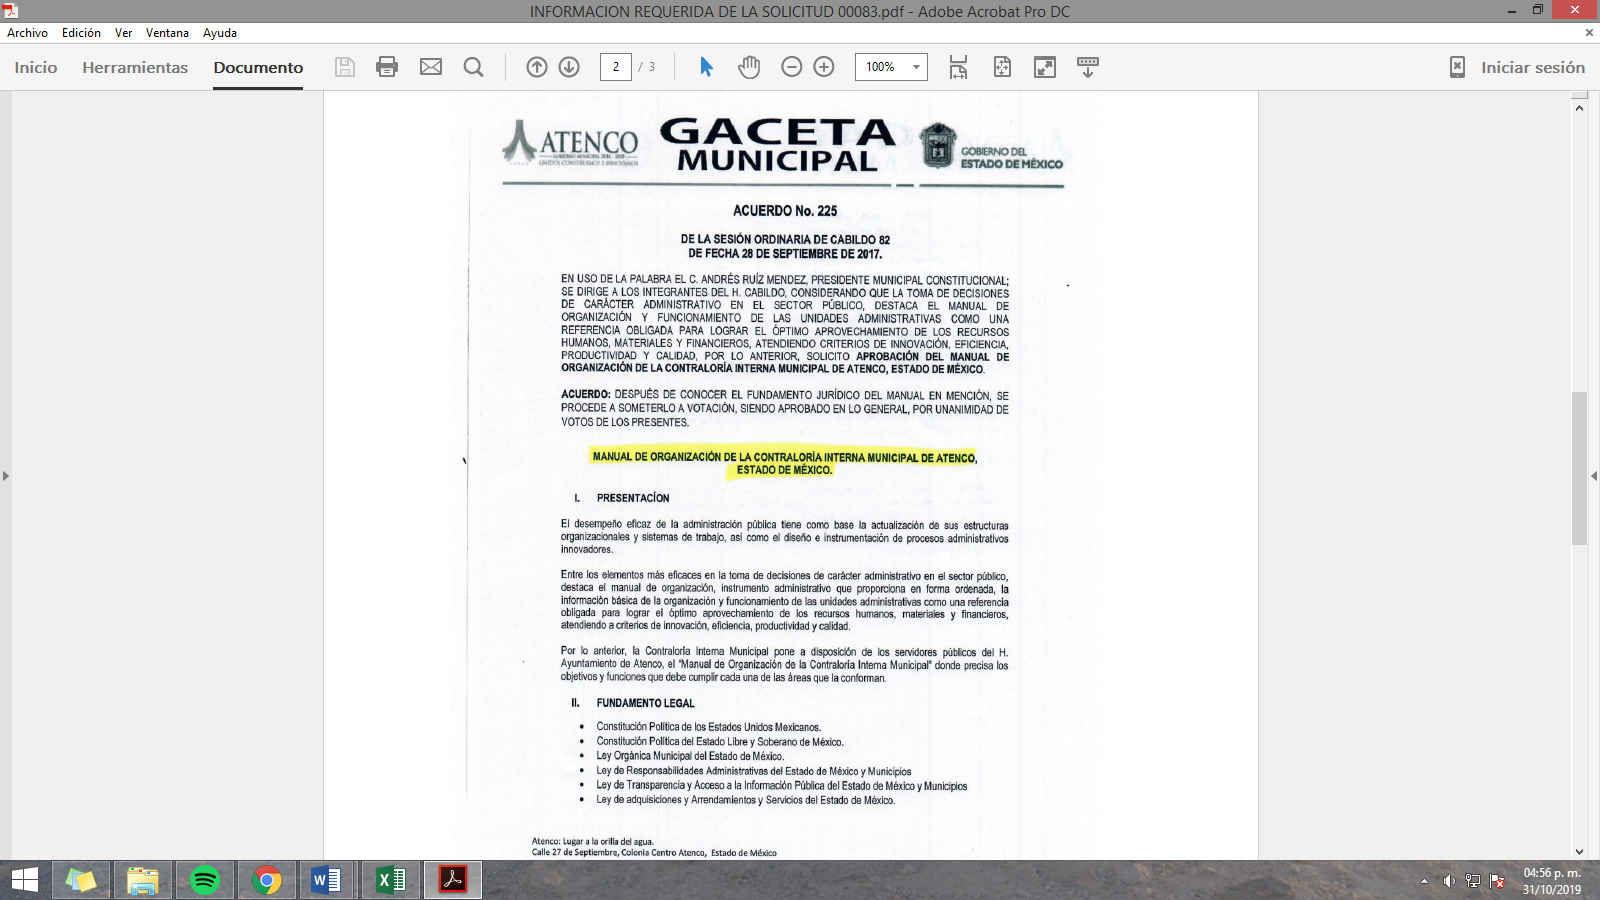 INFORMACION REQUERIDA DE LA SOLICITUD 00083.pdf - Adobe Acrobat Pro DC
Archivo Edición Ver Ventana Ayuda
Inicio Herramientas Documento 2 / 3 100% Iniciar sesión
ATENCO
GOBIERNO MUNICIPAL 2016 - 2018
UNIDOS CONSTRUIMOS E INNOVAMOS
GACETA
MUNICIPAL
GOBIERNO DEL
ESTADO DE MÉXICO
ACUERDO No. 225
DE LA SESIÓN ORDINARIA DE CABILDO 82
DE FECHA 28 DE SEPTIEMBRE DE 2017.
EN USO DE LA PALABRA EL C. ANDRÉS RUÍZ MENDEZ, PRESIDENTE MUNICIPAL CONSTITUCIONAL;
SE DIRIGE A LOS INTEGRANTES DEL H. CABILDO, CONSIDERANDO QUE LA TOMA DE DECISIONES
DE CARÁCTER ADMINISTRATIVO EN EL SECTOR PÚBLICO, DESTACA EL MANUAL DE
ORGANIZACIÓN Y FUNCIONAMIENTO DE LAS UNIDADES ADMINISTRATIVAS COMO UNA
REFERENCIA OBLIGADA PARA LOGRAR EL ÓPTIMO APROVECHAMIENTO DE LOS RECURSOS
HUMANOS, MATERIALES Y FINANCIEROS, ATENDIENDO CRITERIOS DE INNOVACIÓN, EFICIENCIA,
PRODUCTIVIDAD Y CALIDAD, POR LO ANTERIOR, SOLICITO APROBACIÓN DEL MANUAL DE
ORGANIZACIÓN DE LA CONTRALORÍA INTERNA MUNICIPAL DE ATENCO, ESTADO DE MÉXICO.
ACUERDO: DESPUÉS DE CONOCER EL FUNDAMENTO JURÍDICO DEL MANUAL EN MENCIÓN, SE
PROCEDE A SOMETERLO A VOTACIÓN, SIENDO APROBADO EN LO GENERAL, POR UNANIMIDAD DE
VOTOS DE LOS PRESENTES.
MANUAL DE ORGANIZACIÓN DE LA CONTRALORÍA INTERNA MUNICIPAL DE ATENCO,
ESTADO DE MÉXICO.
I. PRESENTACÍON
El desempeño eficaz de la administración pública tiene como base la actualización de sus estructuras
organizacionales y sistemas de trabajo, así como el diseño e instrumentación de procesos administrativos
innovadores.
Entre los elementos más eficaces en la toma de decisiones de carácter administrativo en el sector público,
destaca el manual de organización, instrumento administrativo que proporciona en forma ordenada, la
información básica de la organización y funcionamiento de las unidades administrativas como una referencia
obligada para lograr el óptimo aprovechamiento de los recursos humanos, materiales y financieros,
atendiendo a criterios de innovación, eficiencia, productividad y calidad.
Por lo anterior, la Contraloría Interna Municipal pone a disposición de los servidores públicos del H.
Ayuntamiento de Atenco, el "Manual de Organización de la Contraloría Interna Municipal" donde precisa los
objetivos y funciones que debe cumplir cada una de las áreas que la conforman.
II. FUNDAMENTO LEGAL
• Constitución Política de los Estados Unidos Mexicanos.
• Constitución Política del Estado Libre y Soberano de México.
• Ley Orgánica Municipal del Estado de México.
• Ley de Responsabilidades Administrativas del Estado de México y Municipios
• Ley de Transparencia y Acceso a la Información Pública del Estado de México y Municipios
• Ley de adquisiciones y Arrendamientos y Servicios del Estado de México.
Atenco: Lugar a la orilla del agua.
Calle 27 de Septiembre, Colonia Centro Atenco, Estado de México
04:56 p. m.
31/10/2019